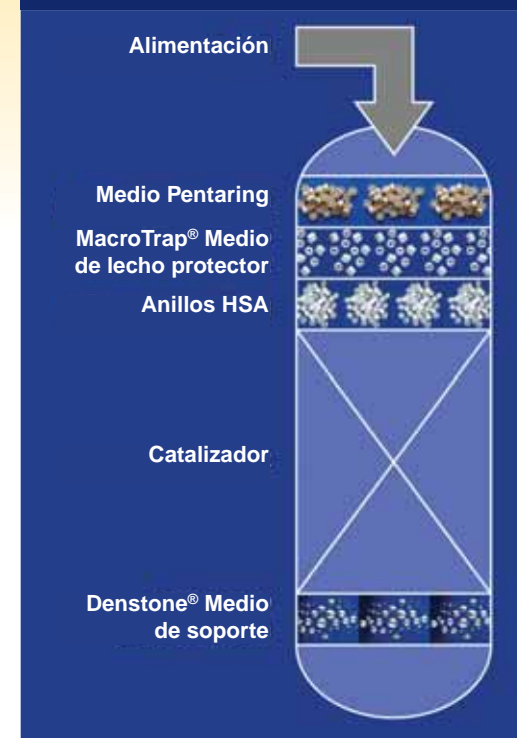 Alimentación
Medio Pentaring
MacroTrap® Medio
de lecho protector
Anillos HSA
Catalizador
Denstone® Medio
de soporte